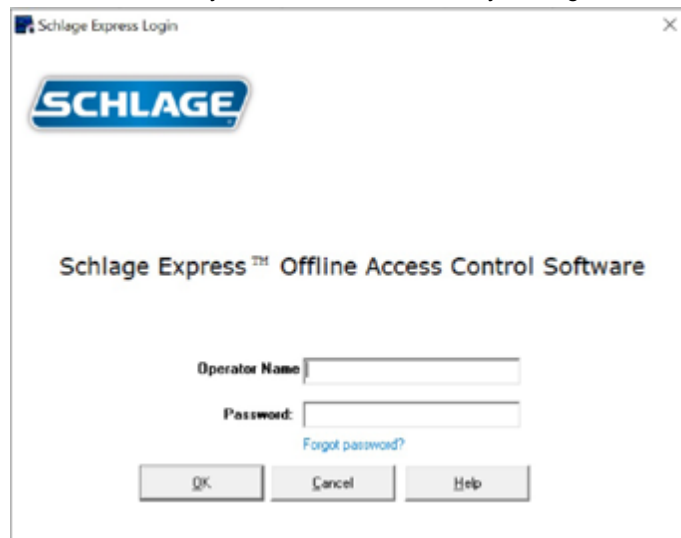 Schlage Express Login
SCHLAGE
Schlage Express™ Offline Access Control Software
Operator Name
Password:
Forgot password?
OK
Cancel
Help